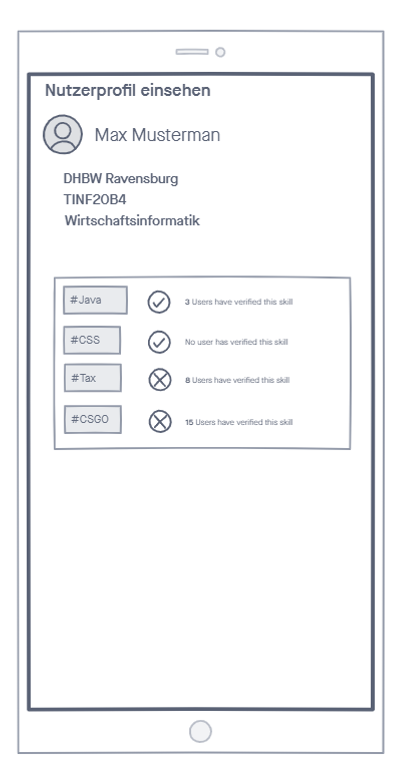 Nutzerprofil einsehen
Max Musterman
DHBW Ravensburg
TINF20B4
Wirtschaftsinformatik
#Java 3 Users have verified this skill
#CSS No user has verified this skill
#Tax 8 Users have verified this skill
#CSGO 15 Users have verified this skill